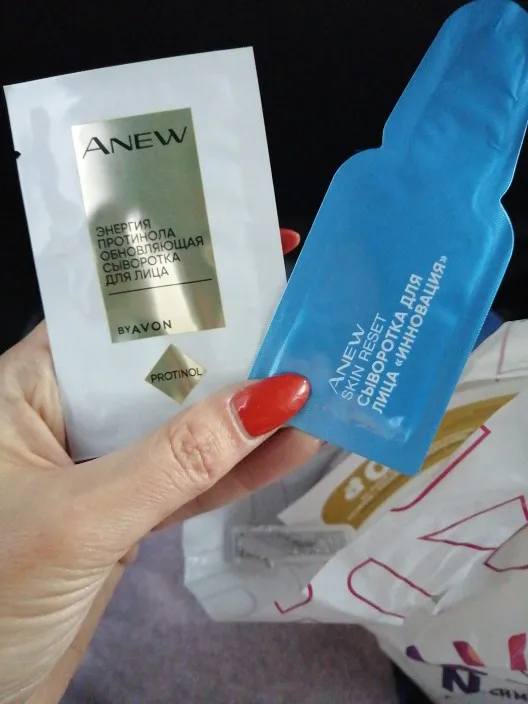 ANEW
ЭНЕРГИЯ
ПРОТИНОЛА
ОБНОВЛЯЮЩАЯ
СЫВОРОТКА
ДЛЯ ЛИЦА
BY AVON
PROTINOL
ANEW
SKIN RESET
СЫВОРОТКА ДЛЯ
ЛИЦА «ИННОВАЦИЯ»